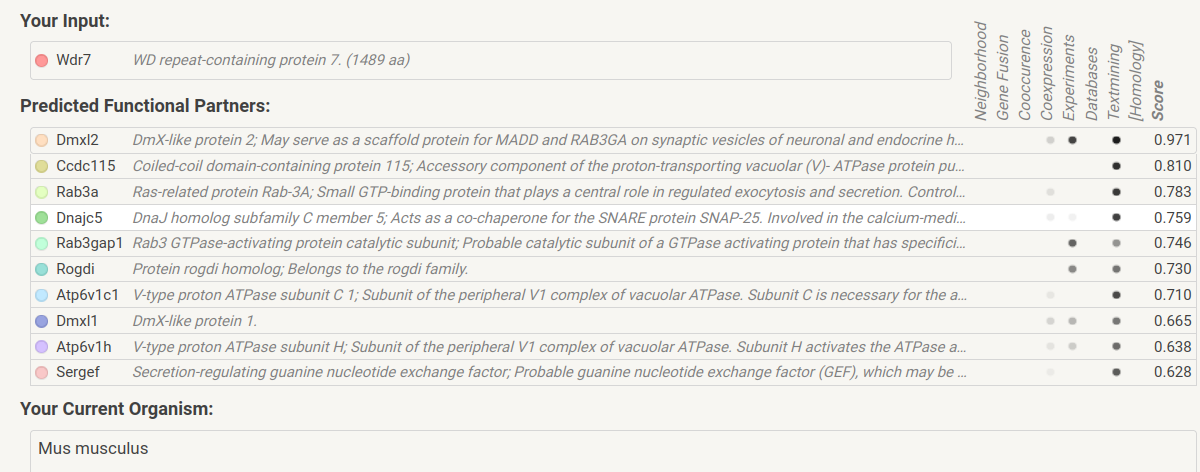 Your Input:
Neighborhood
Gene Fusion
Cooccurence
Coexpression
Experiments
Databases
Textmining
[Homology]
Score
Wdr7 WD repeat-containing protein 7. (1489 aa)
Predicted Functional Partners:
Dmxl2 DmX-like protein 2; May serve as a scaffold protein for MADD and RAB3GA on synaptic vesicles of neuronal and endocrine h... 0.971
Ccdc115 Coiled-coil domain-containing protein 115; Accessory component of the proton-transporting vacuolar (V)- ATPase protein pu... 0.810
Rab3a Ras-related protein Rab-3A; Small GTP-binding protein that plays a central role in regulated exocytosis and secretion. Control... 0.783
Dnajc5 DnaJ homolog subfamily C member 5; Acts as a co-chaperone for the SNARE protein SNAP-25. Involved in the calcium-medi... 0.759
Rab3gap1 Rab3 GTPase-activating protein catalytic subunit; Probable catalytic subunit of a GTPase activating protein that has specifici... 0.746
Rogdi Protein rogdi homolog; Belongs to the rogdi family. 0.730
Atp6v1c1 V-type proton ATPase subunit C 1; Subunit of the peripheral V1 complex of vacuolar ATPase. Subunit C is necessary for the a... 0.710
Dmxl1 DmX-like protein 1. 0.665
Atp6v1h V-type proton ATPase subunit H; Subunit of the peripheral V1 complex of vacuolar ATPase. Subunit H activates the ATPase a... 0.638
Sergef Secretion-regulating guanine nucleotide exchange factor; Probable guanine nucleotide exchange factor (GEF), which may be ... 0.628
Your Current Organism:
Mus musculus